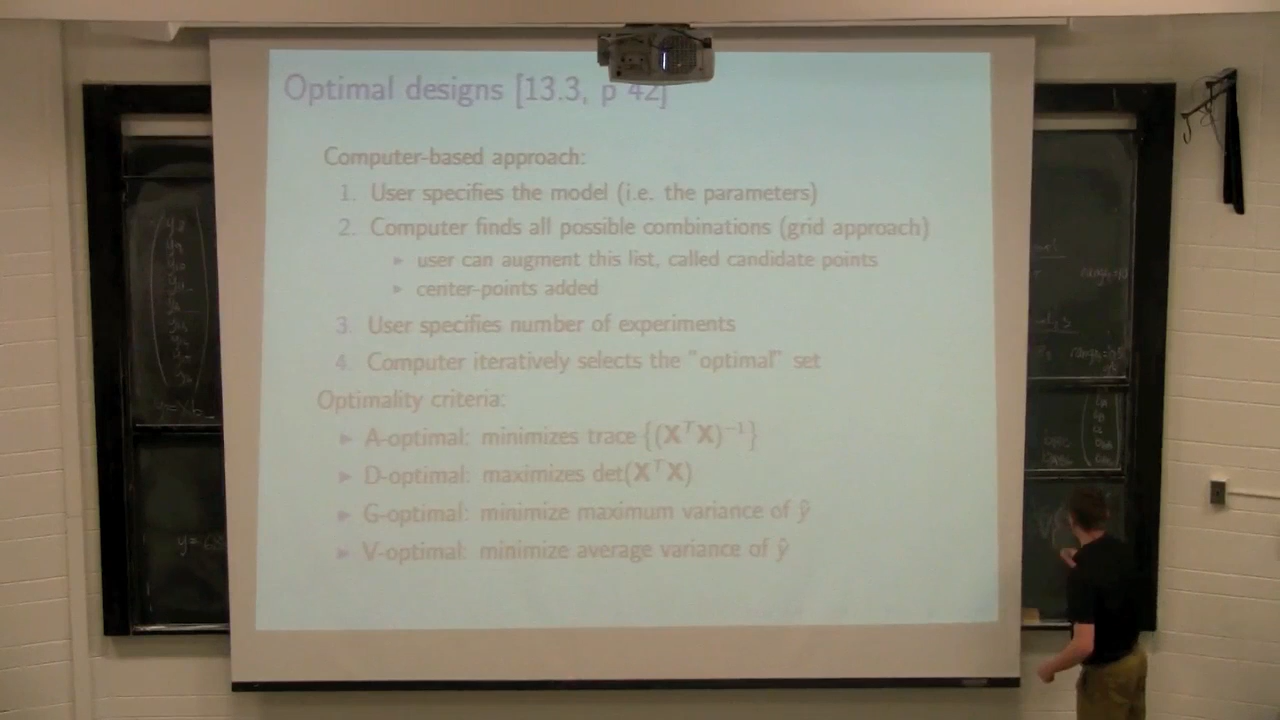 Optimal designs [13.3, p 42]
Computer-based approach:
1. User specifies the model (i.e. the parameters)
2. Computer finds all possible combinations (grid approach)
▸ user can augment this list, called candidate points
▸ center-points added
3. User specifies number of experiments
4. Computer iteratively selects the "optimal" set
Optimality criteria:
▸ A-optimal: minimizes trace {(XᵀX)⁻¹}
▸ D-optimal: maximizes det(XᵀX)
▸ G-optimal: minimize maximum variance of ŷ
▸ V-optimal: minimize average variance of ŷ
y=Xb